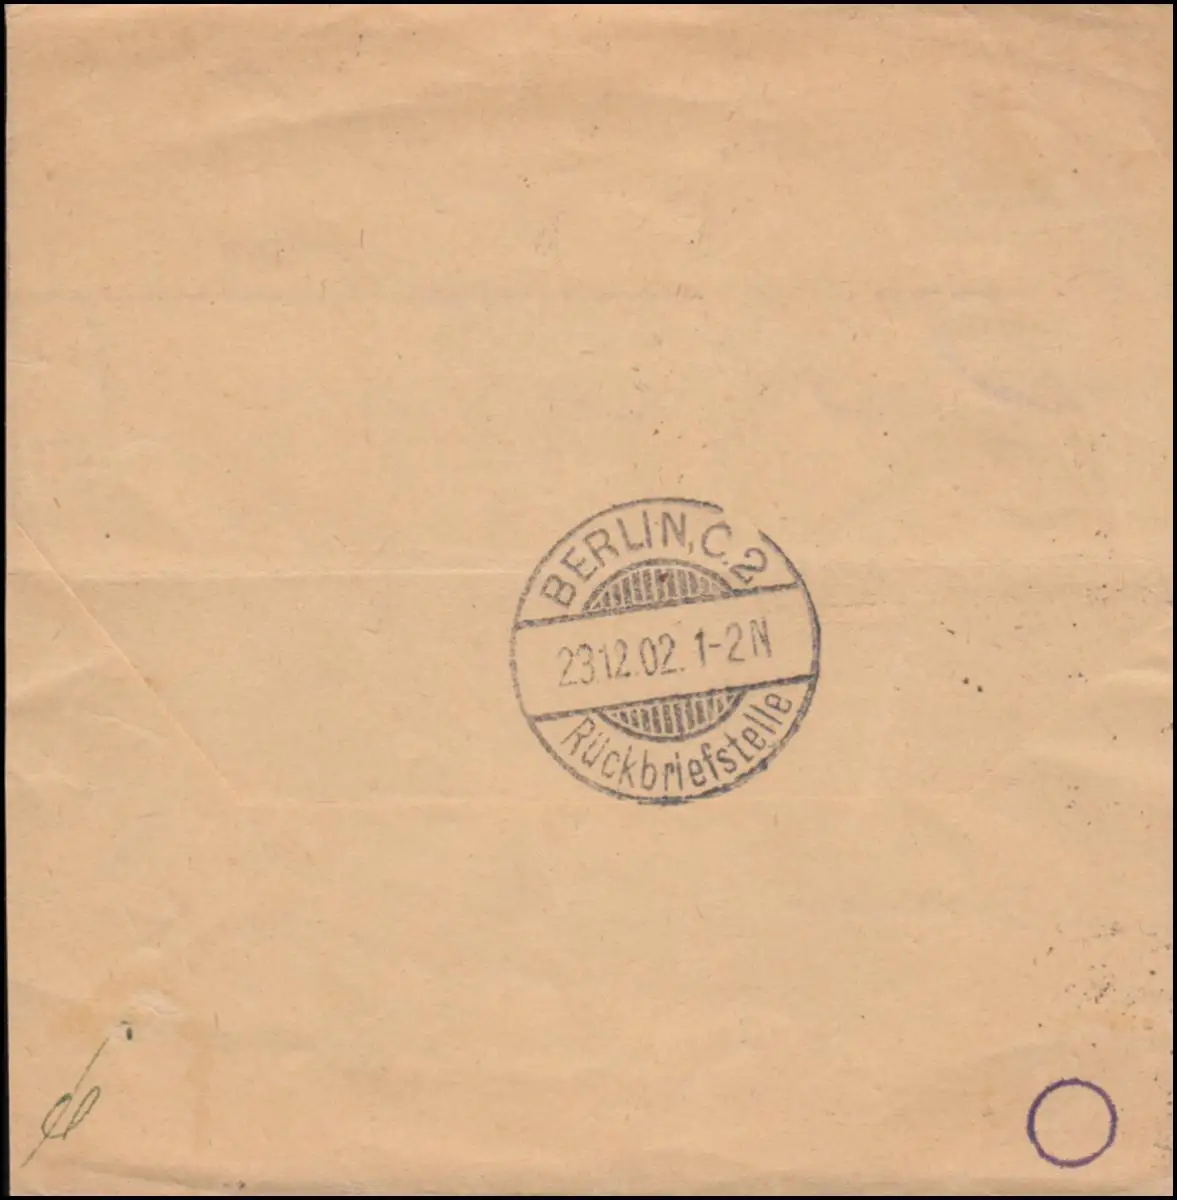 BERLIN, C. 2
23.12.02. 1-2 N
Rückbriefstelle